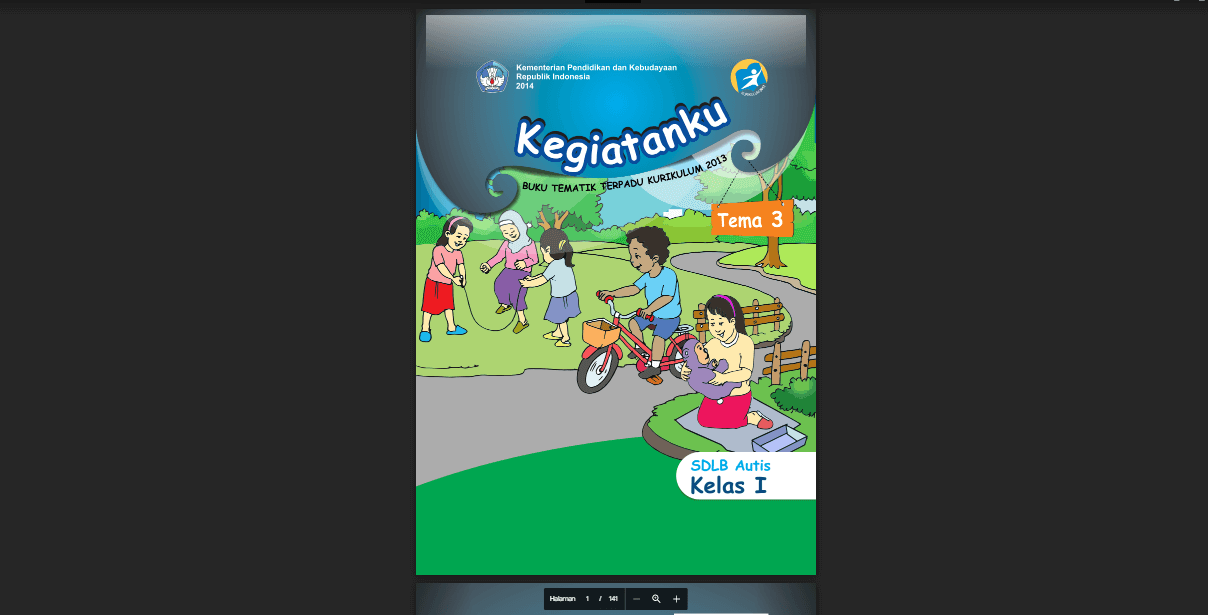 Kementerian Pendidikan dan Kebudayaan
Republik Indonesia
2014
Kegiatanku
BUKU TEMATIK TERPADU KURIKULUM 2013
Tema 3
SDLB Autis
Kelas I
Halaman 1 / 141